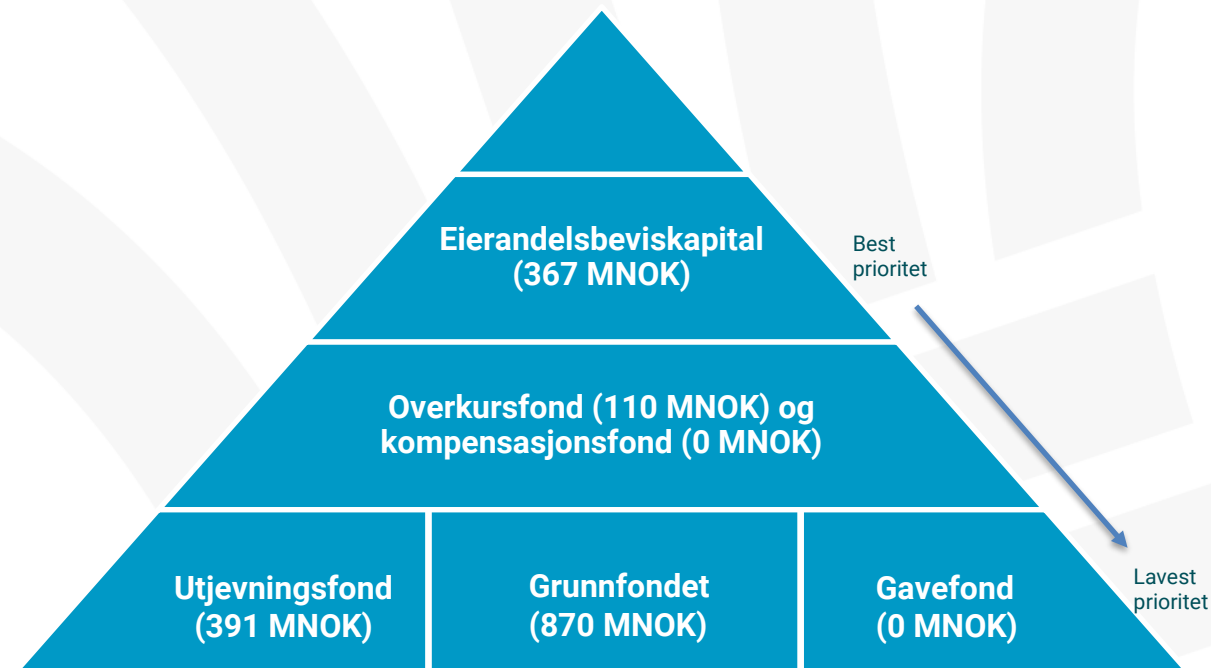 Eierandelsbeviskapital
(367 MNOK)
Best
prioritet
Overkursfond (110 MNOK) og
kompensasjonsfond (0 MNOK)
Utjevningsfond
(391 MNOK)
Grunnfondet
(870 MNOK)
Gavefond
(0 MNOK)
Lavest
prioritet